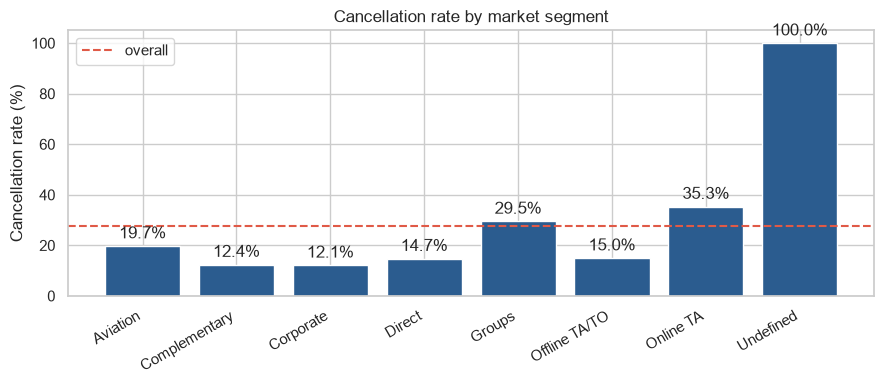 Cancellation rate by market segment
overall
Cancellation rate (%)
100
80
60
40
20
0
19.7%
12.4%
12.1%
14.7%
29.5%
15.0%
35.3%
100.0%
Aviation
Complementary
Corporate
Direct
Groups
Offline TA/TO
Online TA
Undefined